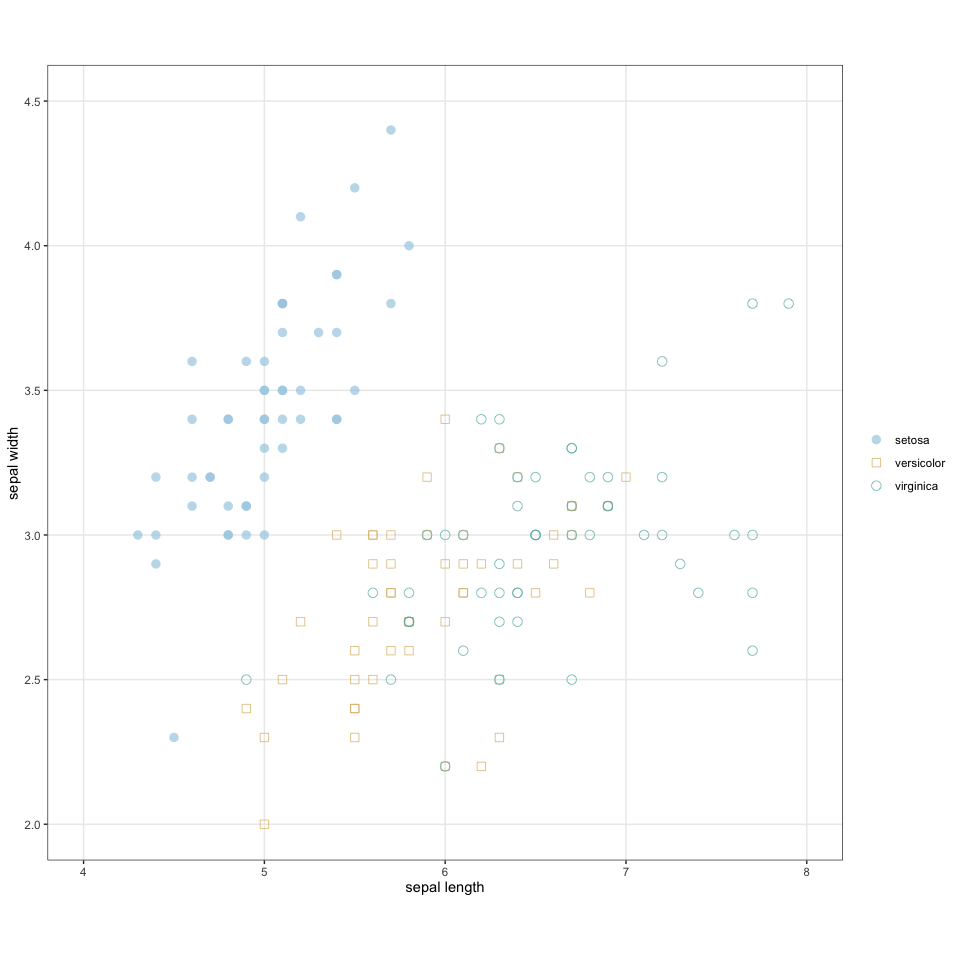 4.5
4.0
3.5
3.0
2.5
2.0
sepal width
4 5 6 7 8
sepal length
setosa
versicolor
virginica